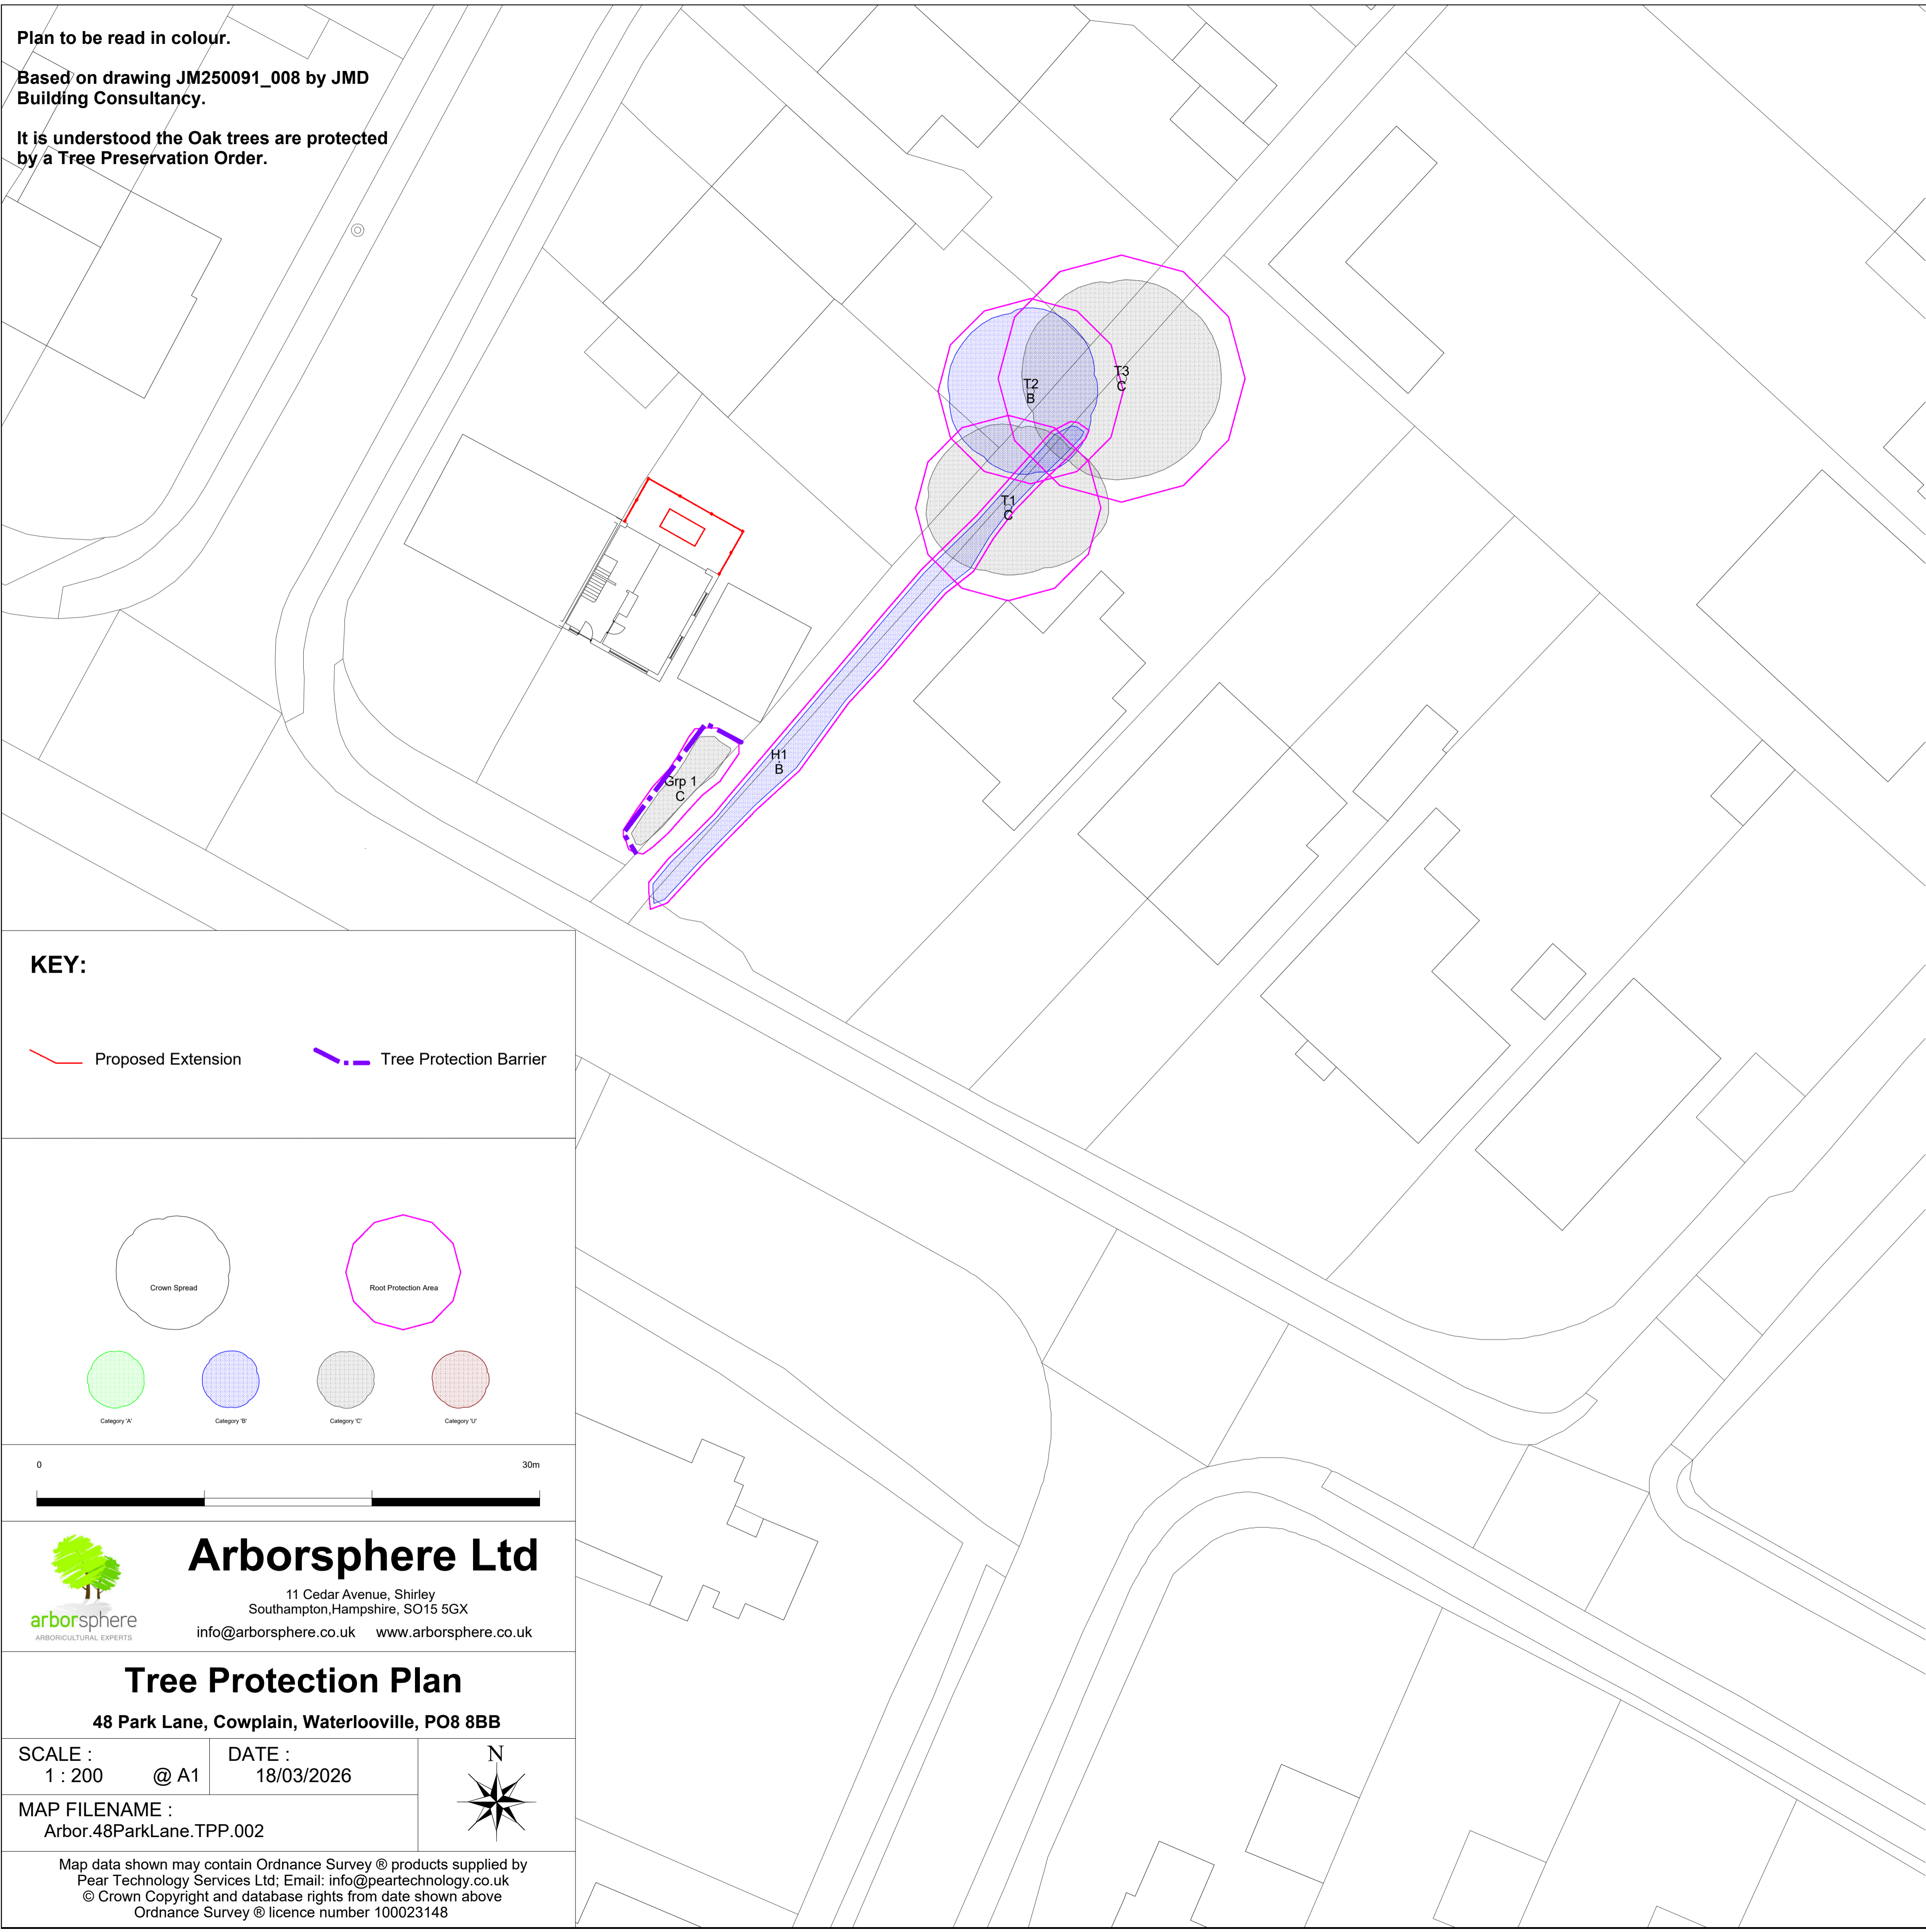 Plan to be read in colour.
Based on drawing JM250091_008 by JMD
Building Consultancy.
It is understood the Oak trees are protected
by a Tree Preservation Order.
T3
C
T2
B
T1
C
H1
B
Grp 1
C
KEY:
Proposed Extension
Tree Protection Barrier
Crown Spread
Root Protection Area
Category 'A'
Category 'B'
Category 'C'
Category 'U'
0
30m
Arborsphere Ltd
11 Cedar Avenue, Shirley
Southampton,Hampshire, SO15 5GX
info@arborsphere.co.uk www.arborsphere.co.uk
arborsphere
ARBORICULTURAL EXPERTS
Tree Protection Plan
48 Park Lane, Cowplain, Waterlooville, PO8 8BB
SCALE :
1 : 200 @ A1
DATE :
18/03/2026
N
MAP FILENAME :
Arbor.48ParkLane.TPP.002
Map data shown may contain Ordnance Survey ® products supplied by
Pear Technology Services Ltd; Email: info@peartechnology.co.uk
© Crown Copyright and database rights from date shown above
Ordnance Survey ® licence number 100023148